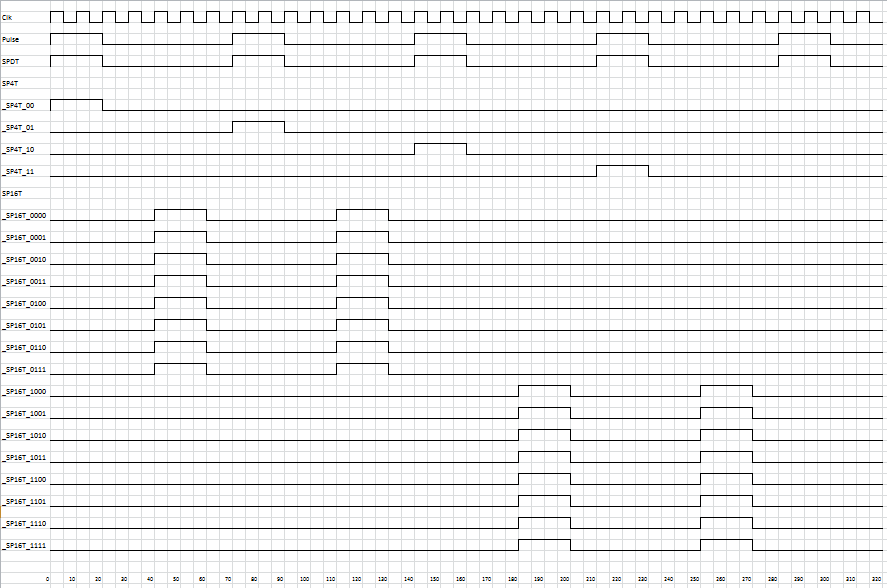 Clk
Pulse
SPDT
SP4T
_SP4T_00
_SP4T_01
_SP4T_10
_SP4T_11
SP16T
_SP16T_0000
_SP16T_0001
_SP16T_0010
_SP16T_0011
_SP16T_0100
_SP16T_0101
_SP16T_0110
_SP16T_0111
_SP16T_1000
_SP16T_1001
_SP16T_1010
_SP16T_1011
_SP16T_1100
_SP16T_1101
_SP16T_1110
_SP16T_1111
0 10 20 30 40 50 60 70 80 90 100 110 120 130 140 150 160 170 180 190 200 210 220 230 240 250 260 270 280 290 300 310 320